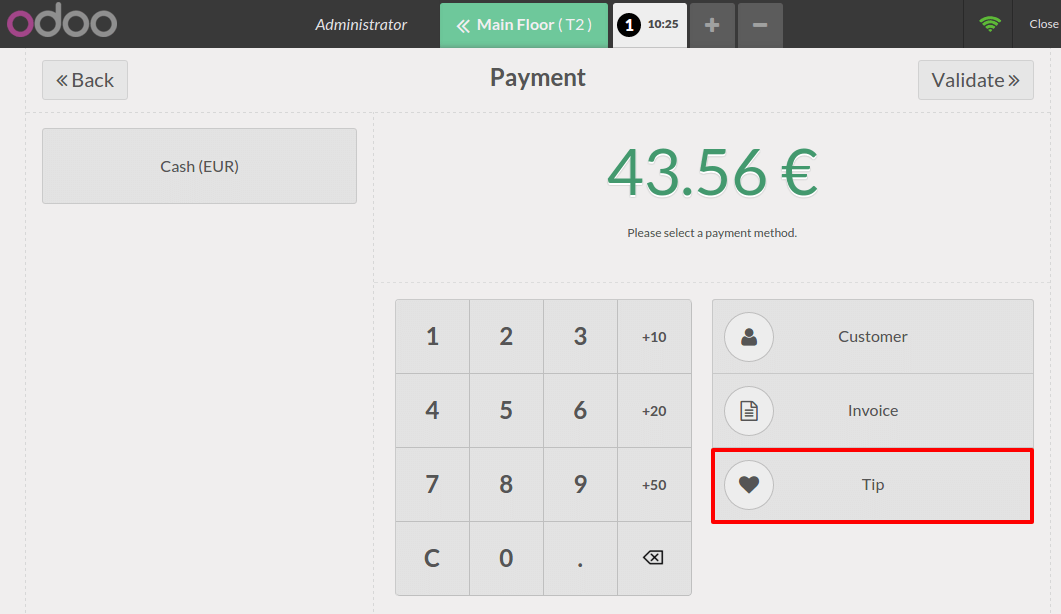 odoo
Administrator
Main Floor ( T2 )
1 10:25
+
−
Close
Back
Payment
Validate
Cash (EUR)
43.56 €
Please select a payment method.
1 2 3 +10
4 5 6 +20
7 8 9 +50
C 0 .
Customer
Invoice
Tip